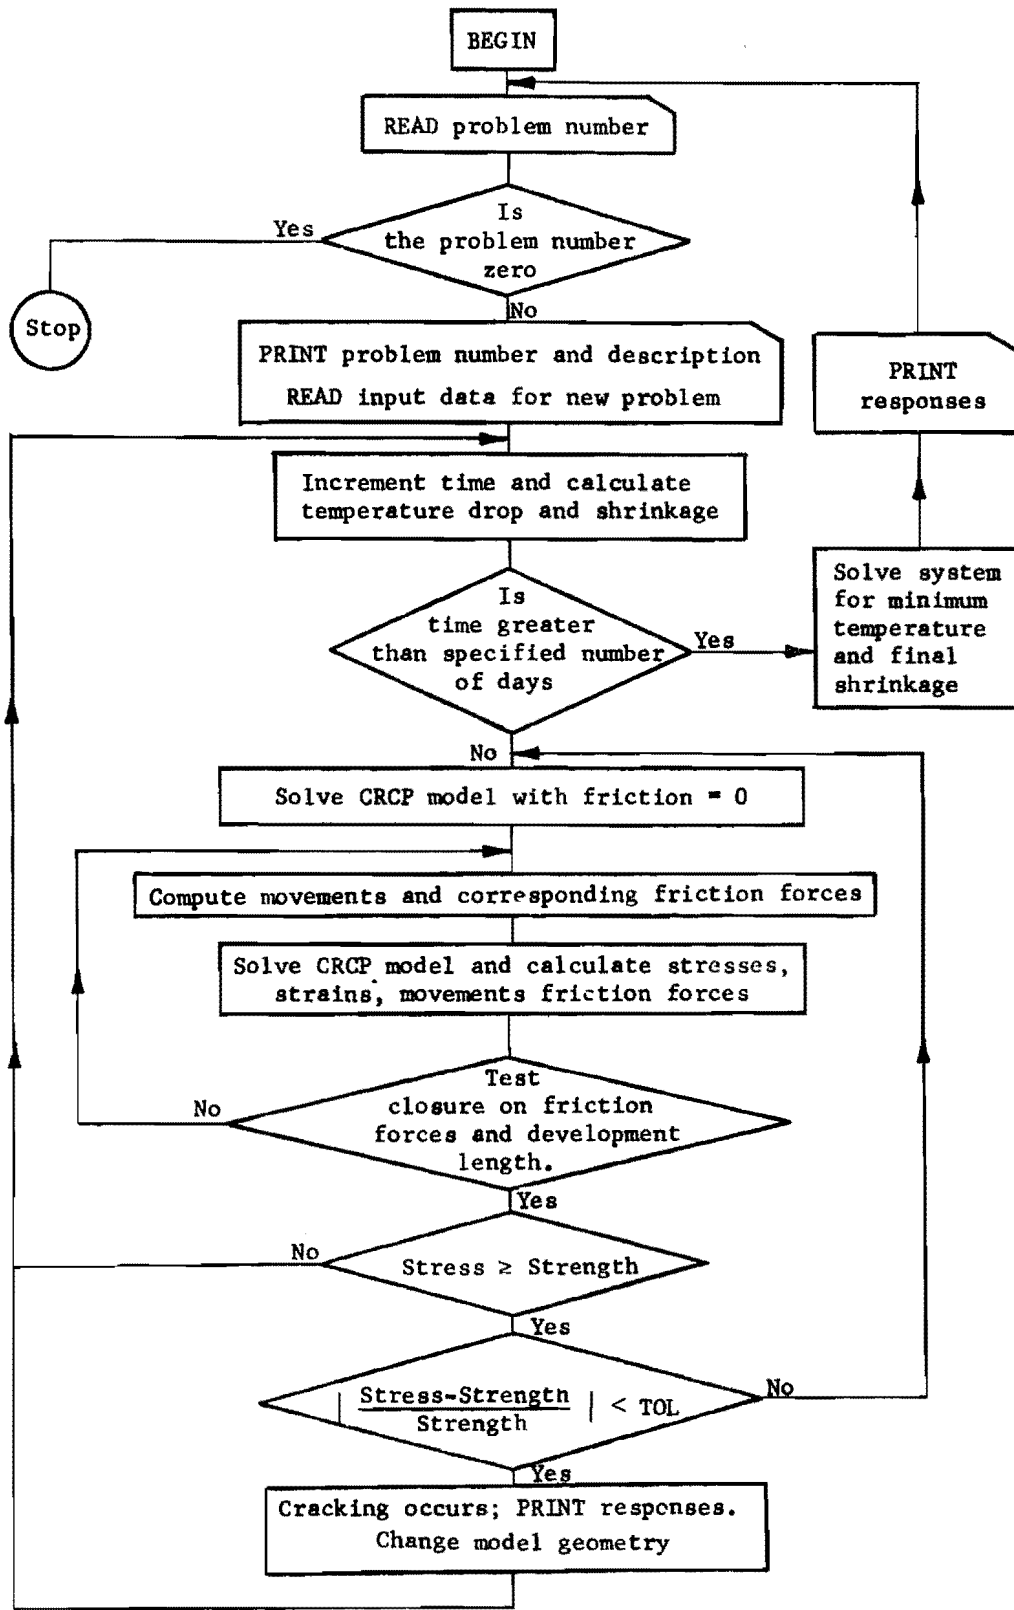 BEGIN
READ problem number
Is
the problem number
zero
Yes
No
Stop
PRINT problem number and description
READ input data for new problem
PRINT
responses
Increment time and calculate
temperature drop and shrinkage
Is
time greater
than specified number
of days
Yes
Solve system
for minimum
temperature
and final
shrinkage
No
Solve CRCP model with friction = 0
Compute movements and corresponding friction forces
Solve CRCP model and calculate stresses,
strains, movements friction forces
Test
closure on friction
forces and development
length.
No
Yes
Stress ≥ Strength
No
Yes
| Stress-Strength
Strength | < TOL
No
Yes
Cracking occurs; PRINT responses.
Change model geometry